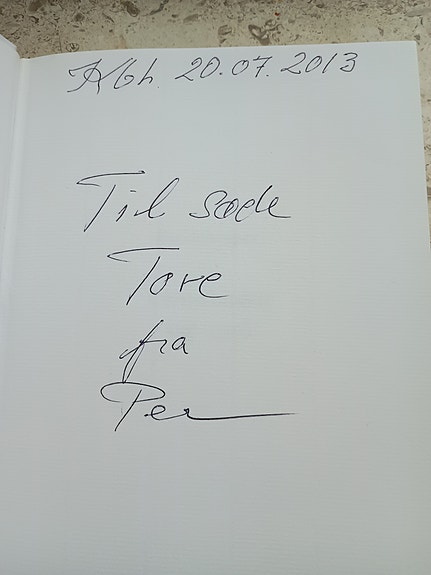 Kbh. 20.07.2013
Til søde
Tore
fra
Per